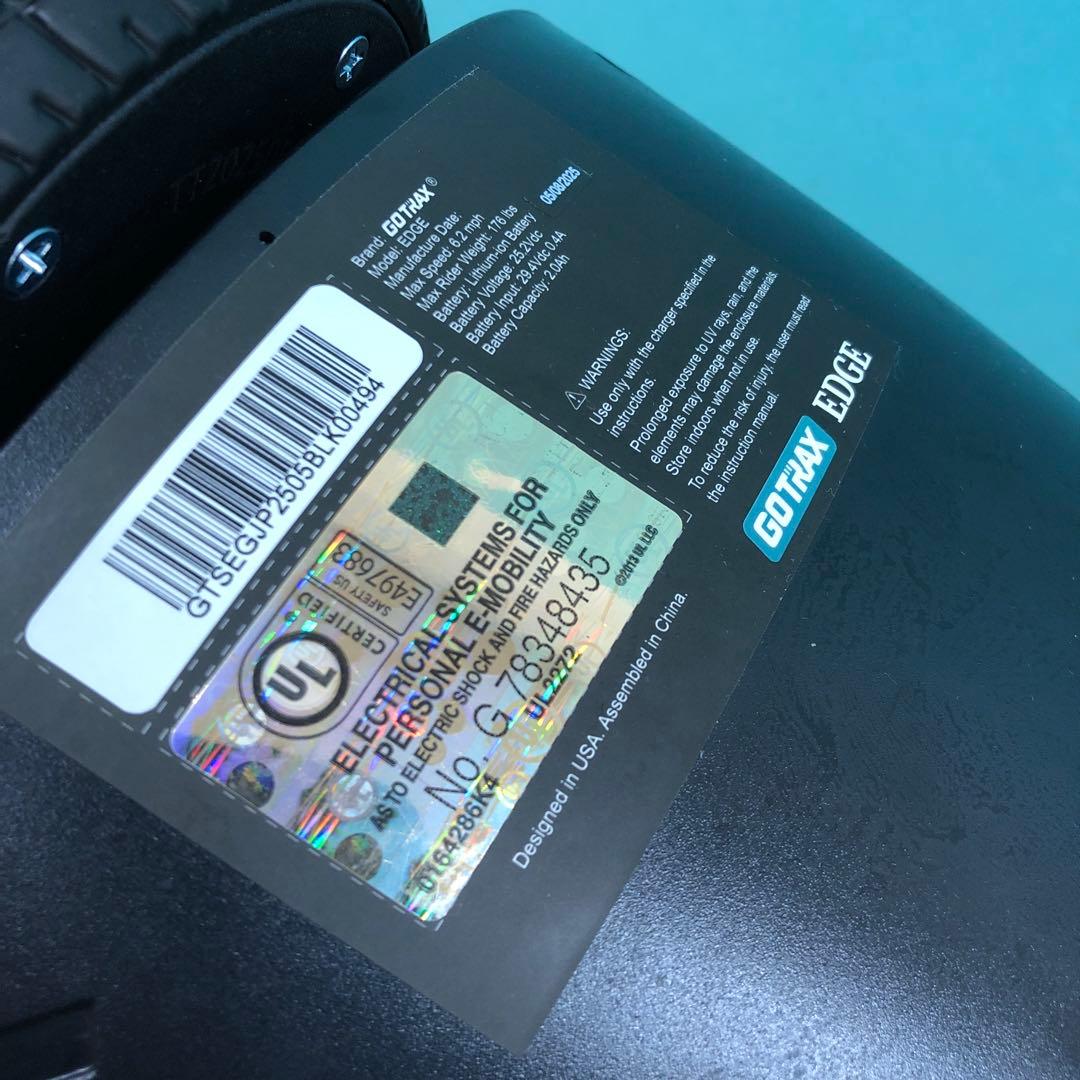 Brand: GOTRAX®
Model: EDGE
Manufacture Date: 05/08/2025
Max Speed: 6.2 mph
Max Rider Weight: 176 lbs
Battery: Lithium-ion Battery
Battery Voltage: 25.2Vdc
Battery Input: 29.4Vdc 0.4A
Battery Capacity: 2.0Ah
⚠ WARNINGS:
Use only with the charger specified in the
instructions.
Prolonged exposure to UV rays, rain, and the
elements may damage the enclosure materials.
Store indoors when not in use.
To reduce the risk of injury, the user must read
the instruction manual.
GOTRAX EDGE
GTSEGJP2505BLK00494
UL
CERTIFIED
SAFETY US
E497683
ELECTRICAL SYSTEMS FOR
PERSONAL E-MOBILITY
AS TO ELECTRIC SHOCK AND FIRE HAZARDS ONLY
No. G 78348435
0164286K4
UL 2272
©2013 UL LLC
Designed in USA. Assembled in China.